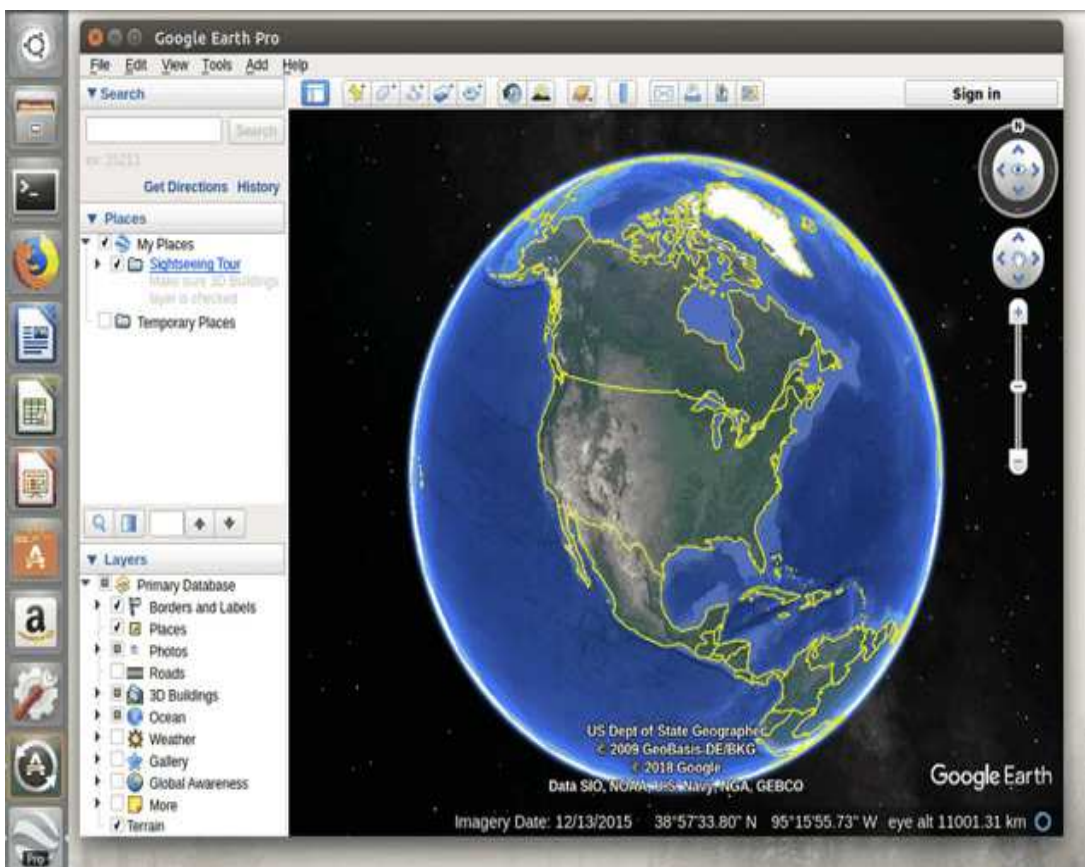 Google Earth Pro
File Edit View Tools Add Help
Sign in
Search
Search
ex: 35211
Get Directions History
Places
My Places
Sightseeing Tour
Make sure 3D Buildings
layer is checked
Temporary Places
Layers
Primary Database
Borders and Labels
Places
Photos
Roads
3D Buildings
Ocean
Weather
Gallery
Global Awareness
More
Terrain
N
US Dept of State Geographer
© 2009 GeoBasis-DE/BKG
© 2018 Google
Data SIO, NOAA, U.S. Navy, NGA, GEBCO
Google Earth
Imagery Date: 12/13/2015 38°57'33.80" N 95°15'55.73" W eye alt 11001.31 km
a
A
A
Pro